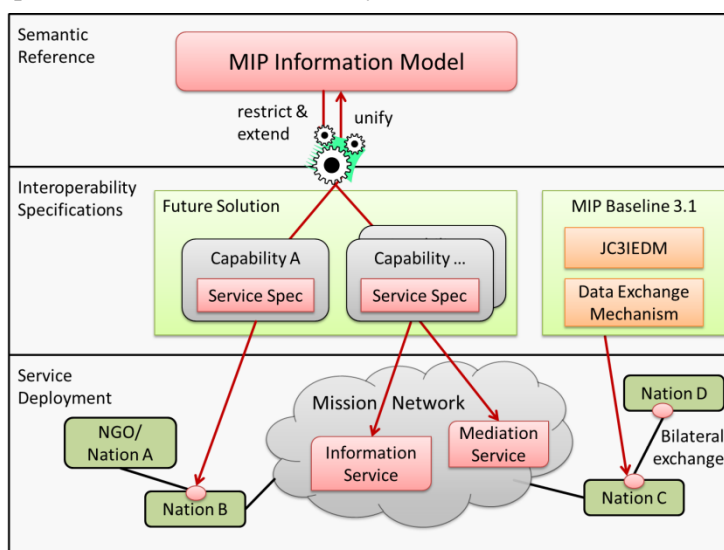 Semantic
Reference
MIP Information Model
restrict &
extend
unify
Interoperability
Specifications
Future Solution
MIP Baseline 3.1
JC3IEDM
Capability A
Capability ...
Service Spec
Service Spec
Data Exchange
Mechanism
Service
Deployment
Mission Network
Nation D
NGO/
Nation A
Bilateral
exchange
Information
Service
Mediation
Service
Nation B
Nation C